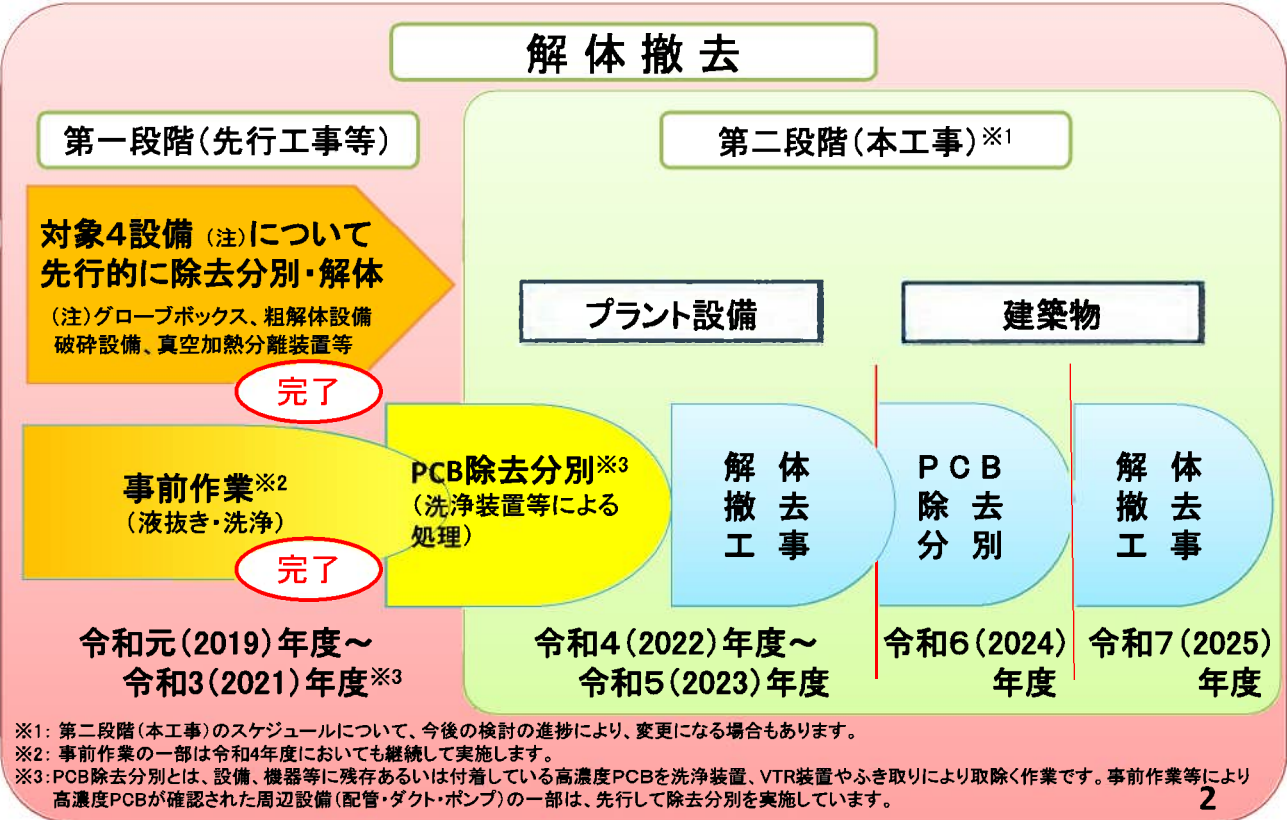 解体撤去
第一段階(先行工事等)
第二段階(本工事)※1
対象4設備(注)について
先行的に除去分別・解体
(注)グローブボックス、粗解体設備
破砕設備、真空加熱分離装置等
完了
プラント設備
建築物
事前作業※2
(液抜き・洗浄)
完了
PCB除去分別※3
(洗浄装置等による
処理)
解体
撤去
工事
PCB
除去
分別
解体
撤去
工事
令和元(2019)年度～
令和3(2021)年度※3
令和4(2022)年度～
令和5(2023)年度
令和6(2024)
年度
令和7(2025)
年度
※1: 第二段階(本工事)のスケジュールについて、今後の検討の進捗により、変更になる場合もあります。
※2: 事前作業の一部は令和4年度においても継続して実施します。
※3:PCB除去分別とは、設備、機器等に残存あるいは付着している高濃度PCBを洗浄装置、VTR装置やふき取りにより取除く作業です。事前作業等により
高濃度PCBが確認された周辺設備(配管・ダクト・ポンプ)の一部は、先行して除去分別を実施しています。
2